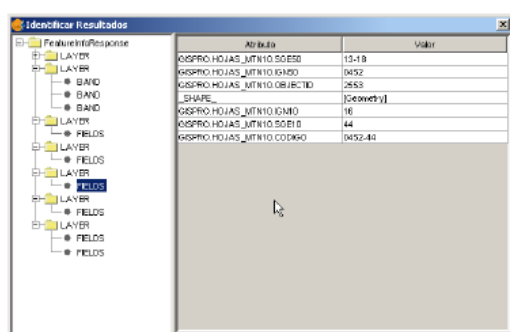 Identificar Resultados
FeatureInfoResponse
LAYER
LAYER
BAND
BAND
BAND
LAYER
FIELDS
LAYER
FIELDS
LAYER
FIELDS
LAYER
FIELDS
LAYER
FIELDS
FIELDS
Atributo Valor
GISPRO.HOJAS_MTN10.SGE50 13-18
GISPRO.HOJAS_MTN10.IGN50 0452
GISPRO.HOJAS_MTN10.OBJECTID 2553
_SHAPE_ [Geometry]
GISPRO.HOJAS_MTN10.IGN10 16
GISPRO.HOJAS_MTN10.SGE10 44
GISPRO.HOJAS_MTN10.CODIGO 0452-44